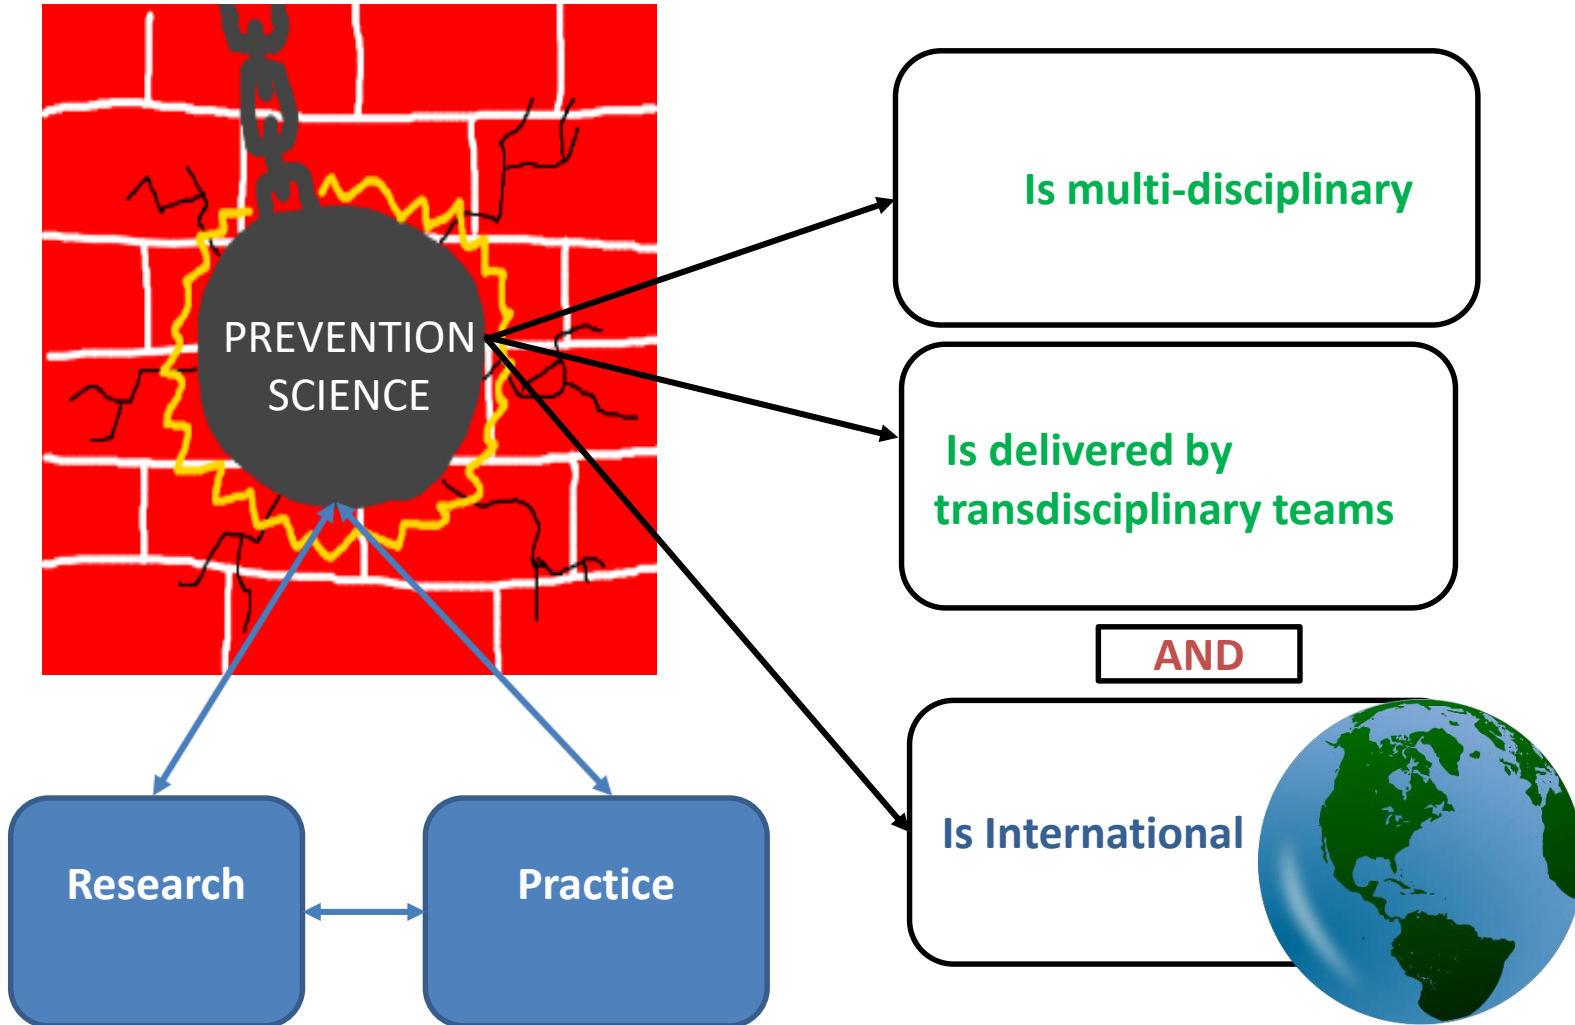 PREVENTION
SCIENCE
Is multi-disciplinary
Is delivered by
transdisciplinary teams
AND
Is International
Research
Practice